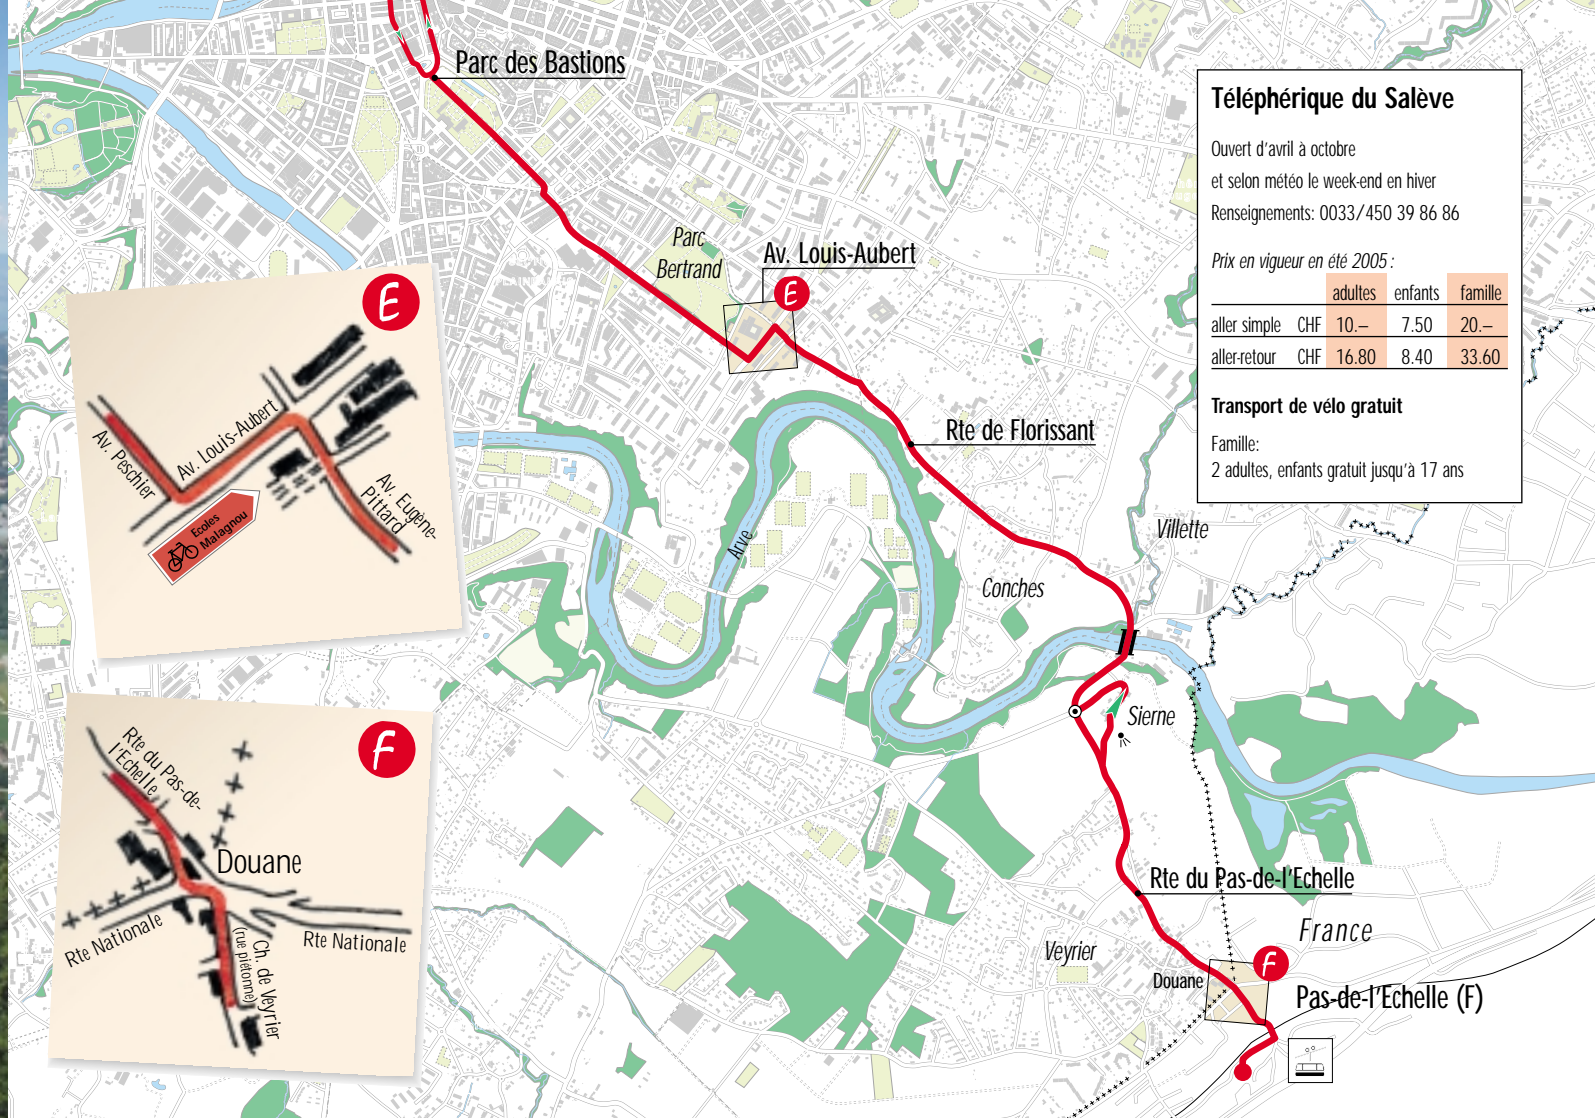 Parc des Bastions
Parc
Bertrand
Av. Louis-Aubert
E
Rte de Florissant
Arve
Conches
Villette
Sierne
Rte du Pas-de-l'Echelle
Veyrier
Douane
France
F
Pas-de-l'Echelle (F)
Téléphérique du Salève
Ouvert d'avril à octobre
et selon météo le week-end en hiver
Renseignements: 0033/450 39 86 86
Prix en vigueur en été 2005 :
adultes enfants famille
aller simple CHF 10.– 7.50 20.–
aller-retour CHF 16.80 8.40 33.60
Transport de vélo gratuit
Famille:
2 adultes, enfants gratuit jusqu'à 17 ans
E
Av. Peschier
Av. Louis-Aubert
Av. Eugène-
Pittard
Ecoles
Malagnou
F
Rte du Pas-de-
l'Echelle
Douane
Rte Nationale
Rte Nationale
Ch. de Veyrier
(rue piétonne)